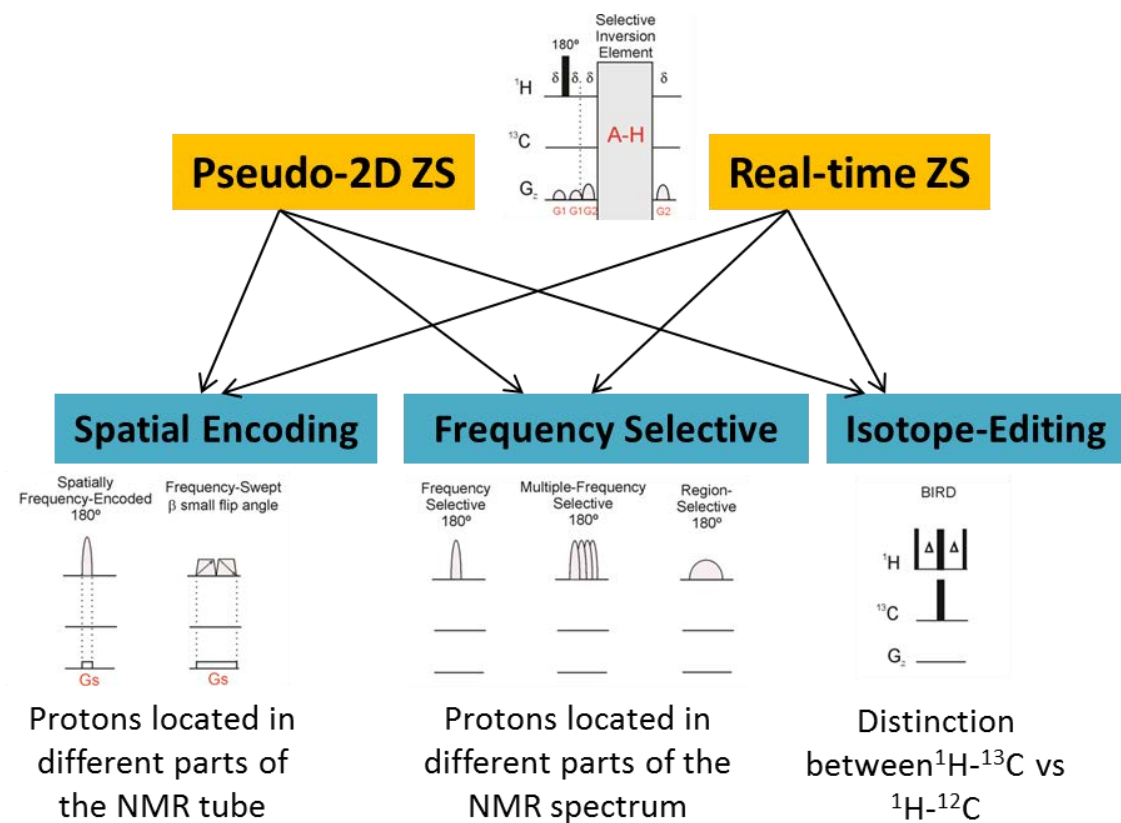 Selective
Inversion
Element
180º
δ δ δ δ
¹H
¹³C
A-H
G_z
G1 G1 G2 G2
Pseudo-2D ZS
Real-time ZS
Spatial Encoding
Frequency Selective
Isotope-Editing
Spatially
Frequency-Encoded
180º
Gs
Frequency-Swept
β small flip angle
Gs
Frequency
Selective
180º
Multiple-Frequency
Selective
180º
Region-
Selective
180º
BIRD
¹H
Δ Δ
¹³C
G_z
Protons located in
different parts of
the NMR tube
Protons located in
different parts of the
NMR spectrum
Distinction
between¹H-¹³C vs
¹H-¹²C